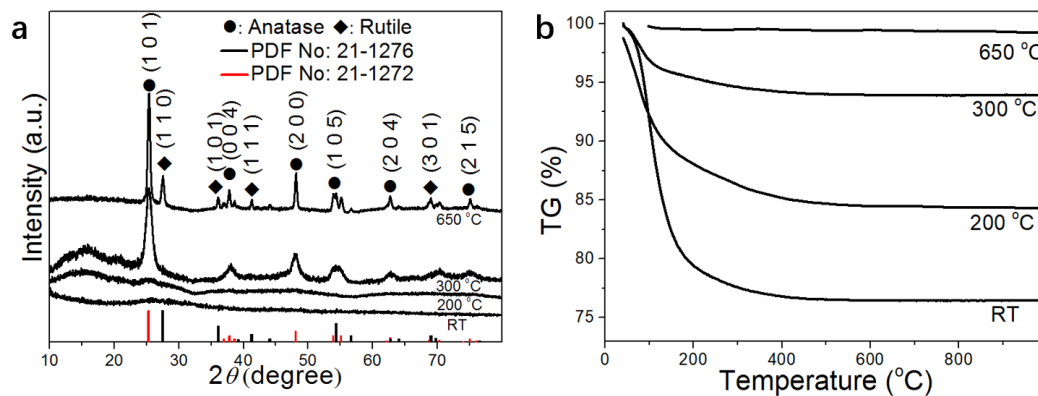 a
●: Anatase ◆: Rutile
PDF No: 21-1276
PDF No: 21-1272
(1 0 1)
(1 1 0)
(1 0 1)
(0 0 4)
(1 1 1)
(2 0 0)
(1 0 5)
(2 0 4)
(3 0 1)
(2 1 5)
650 °C
300 °C
200 °C
RT
Intensity (a.u.)
10 20 30 40 50 60 70
2θ(degree)
b
100
95
90
85
80
75
TG (%)
650 °C
300 °C
200 °C
RT
0 200 400 600 800
Temperature (°C)